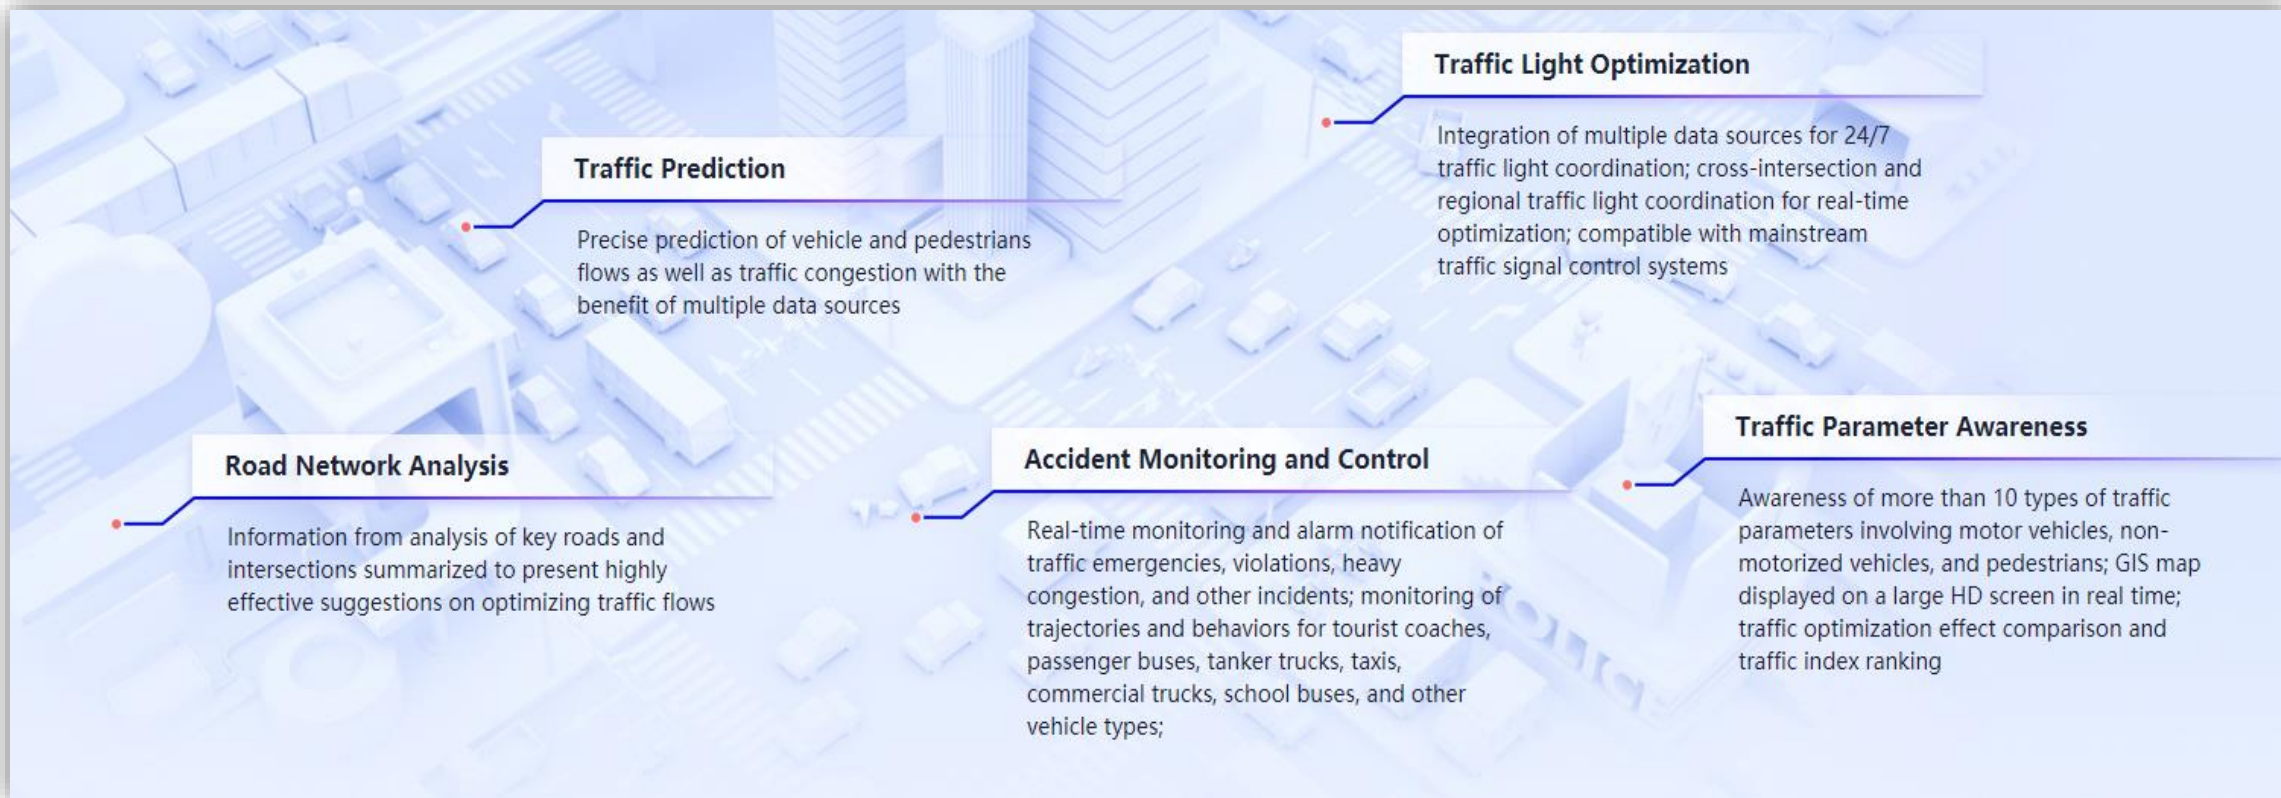 Traffic Light Optimization
Integration of multiple data sources for 24/7
traffic light coordination; cross-intersection and
regional traffic light coordination for real-time
optimization; compatible with mainstream
traffic signal control systems
Traffic Prediction
Precise prediction of vehicle and pedestrians
flows as well as traffic congestion with the
benefit of multiple data sources
Road Network Analysis
Information from analysis of key roads and
intersections summarized to present highly
effective suggestions on optimizing traffic flows
Accident Monitoring and Control
Real-time monitoring and alarm notification of
traffic emergencies, violations, heavy
congestion, and other incidents; monitoring of
trajectories and behaviors for tourist coaches,
passenger buses, tanker trucks, taxis,
commercial trucks, school buses, and other
vehicle types;
Traffic Parameter Awareness
Awareness of more than 10 types of traffic
parameters involving motor vehicles, non-
motorized vehicles, and pedestrians; GIS map
displayed on a large HD screen in real time;
traffic optimization effect comparison and
traffic index ranking
POLICE